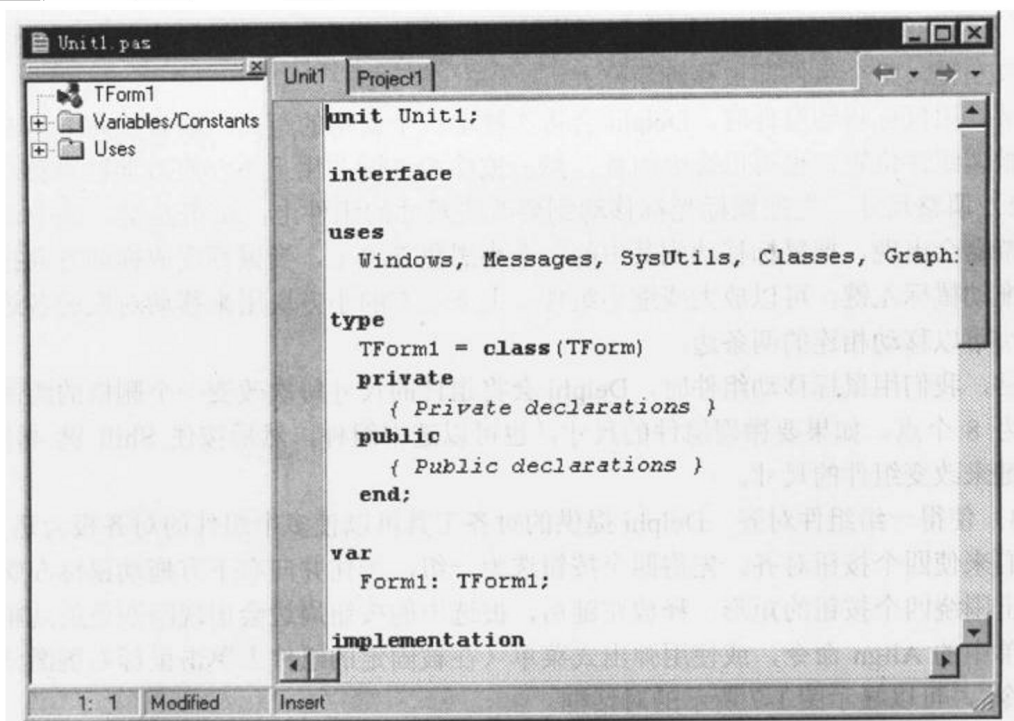 Unit1.pas
TForm1
Variables/Constants
Uses
Unit1 Project1
unit Unit1;
interface
uses
Windows, Messages, SysUtils, Classes, Graph
type
TForm1 = class(TForm)
private
{ Private declarations }
public
{ Public declarations }
end;
var
Form1: TForm1;
implementation
1: 1 Modified Insert